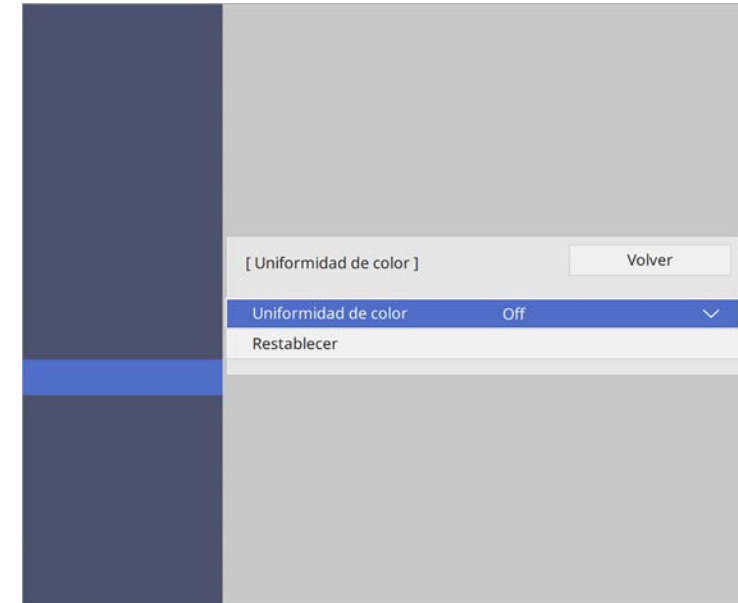 [ Uniformidad de color ] Volver
Uniformidad de color Off
Restablecer